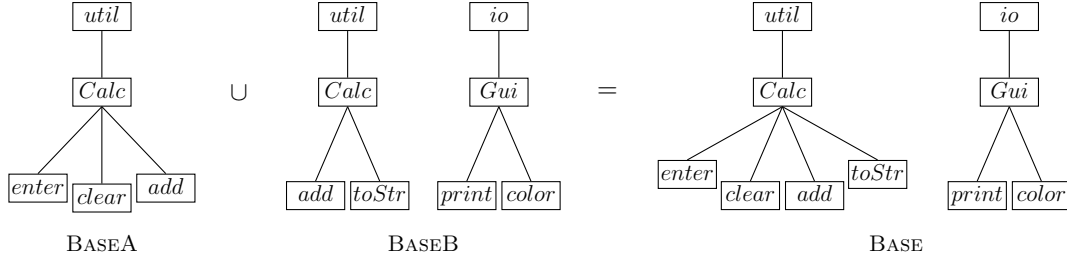 util util io util io
Calc ∪ Calc Gui = Calc Gui
enter clear add add toStr print color enter clear add toStr print color
BASEA BASEB BASE